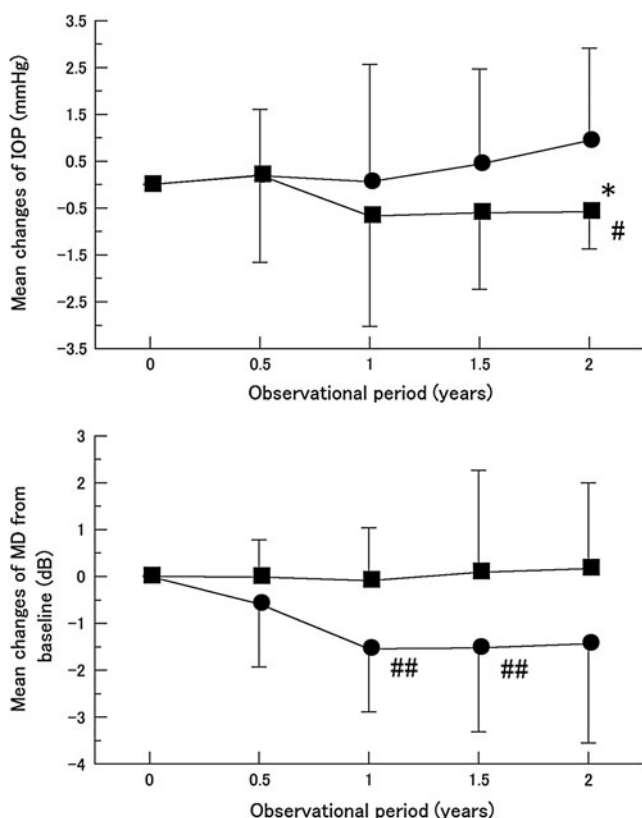 Mean changes of IOP (mmHg)
3.5
2.5
1.5
0.5
-0.5
-1.5
-2.5
-3.5
*
#
0 0.5 1 1.5 2
Observational period (years)
Mean changes of MD from
baseline (dB)
3
2
1
0
-1
-2
-3
-4
## ##
0 0.5 1 1.5 2
Observational period (years)